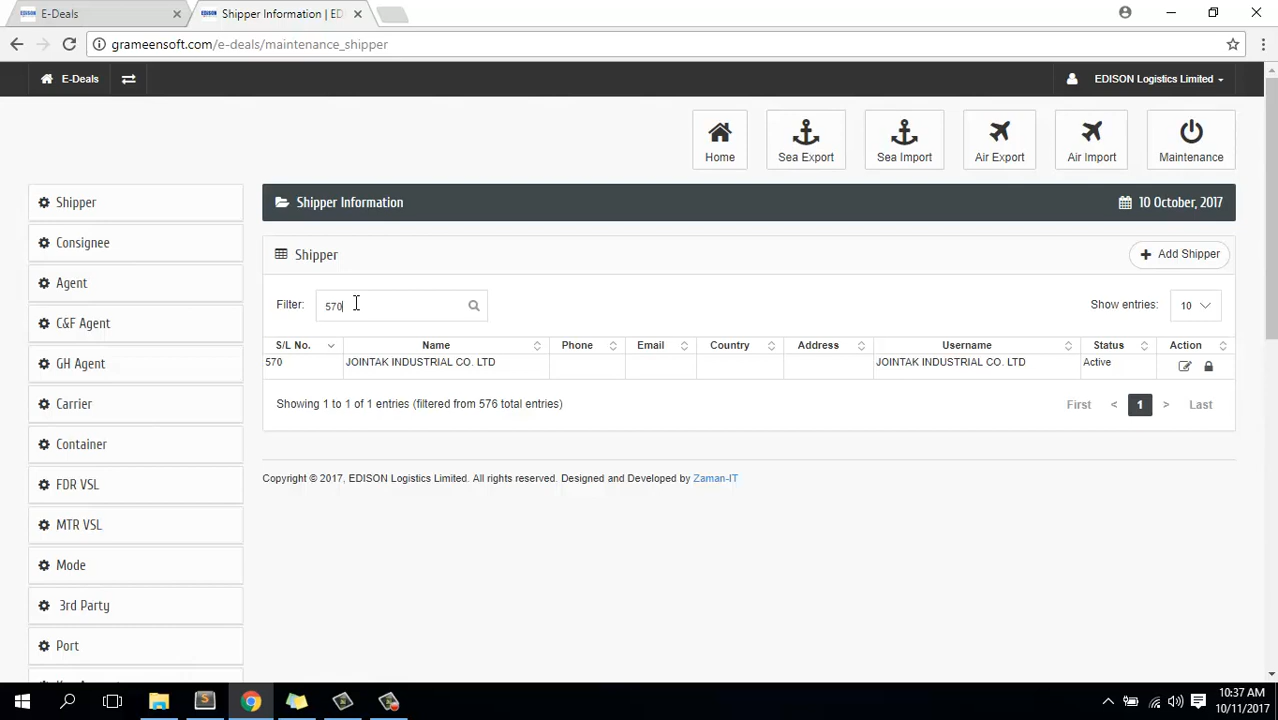 E-Deals
Shipper Information | ED
grameensoft.com/e-deals/maintenance_shipper
E-Deals
EDISON Logistics Limited
Home
Sea Export
Sea Import
Air Export
Air Import
Maintenance
Shipper
Consignee
Agent
C&F Agent
GH Agent
Carrier
Container
FDR VSL
MTR VSL
Mode
3rd Party
Port
Shipper Information
10 October, 2017
Shipper
Add Shipper
Filter: 570
Show entries: 10
S/L No. Name Phone Email Country Address Username Status Action
570 JOINTAK INDUSTRIAL CO. LTD JOINTAK INDUSTRIAL CO. LTD Active
Showing 1 to 1 of 1 entries (filtered from 576 total entries)
First < 1 > Last
Copyright © 2017, EDISON Logistics Limited. All rights reserved. Designed and Developed by Zaman-IT
10:37 AM
10/11/2017